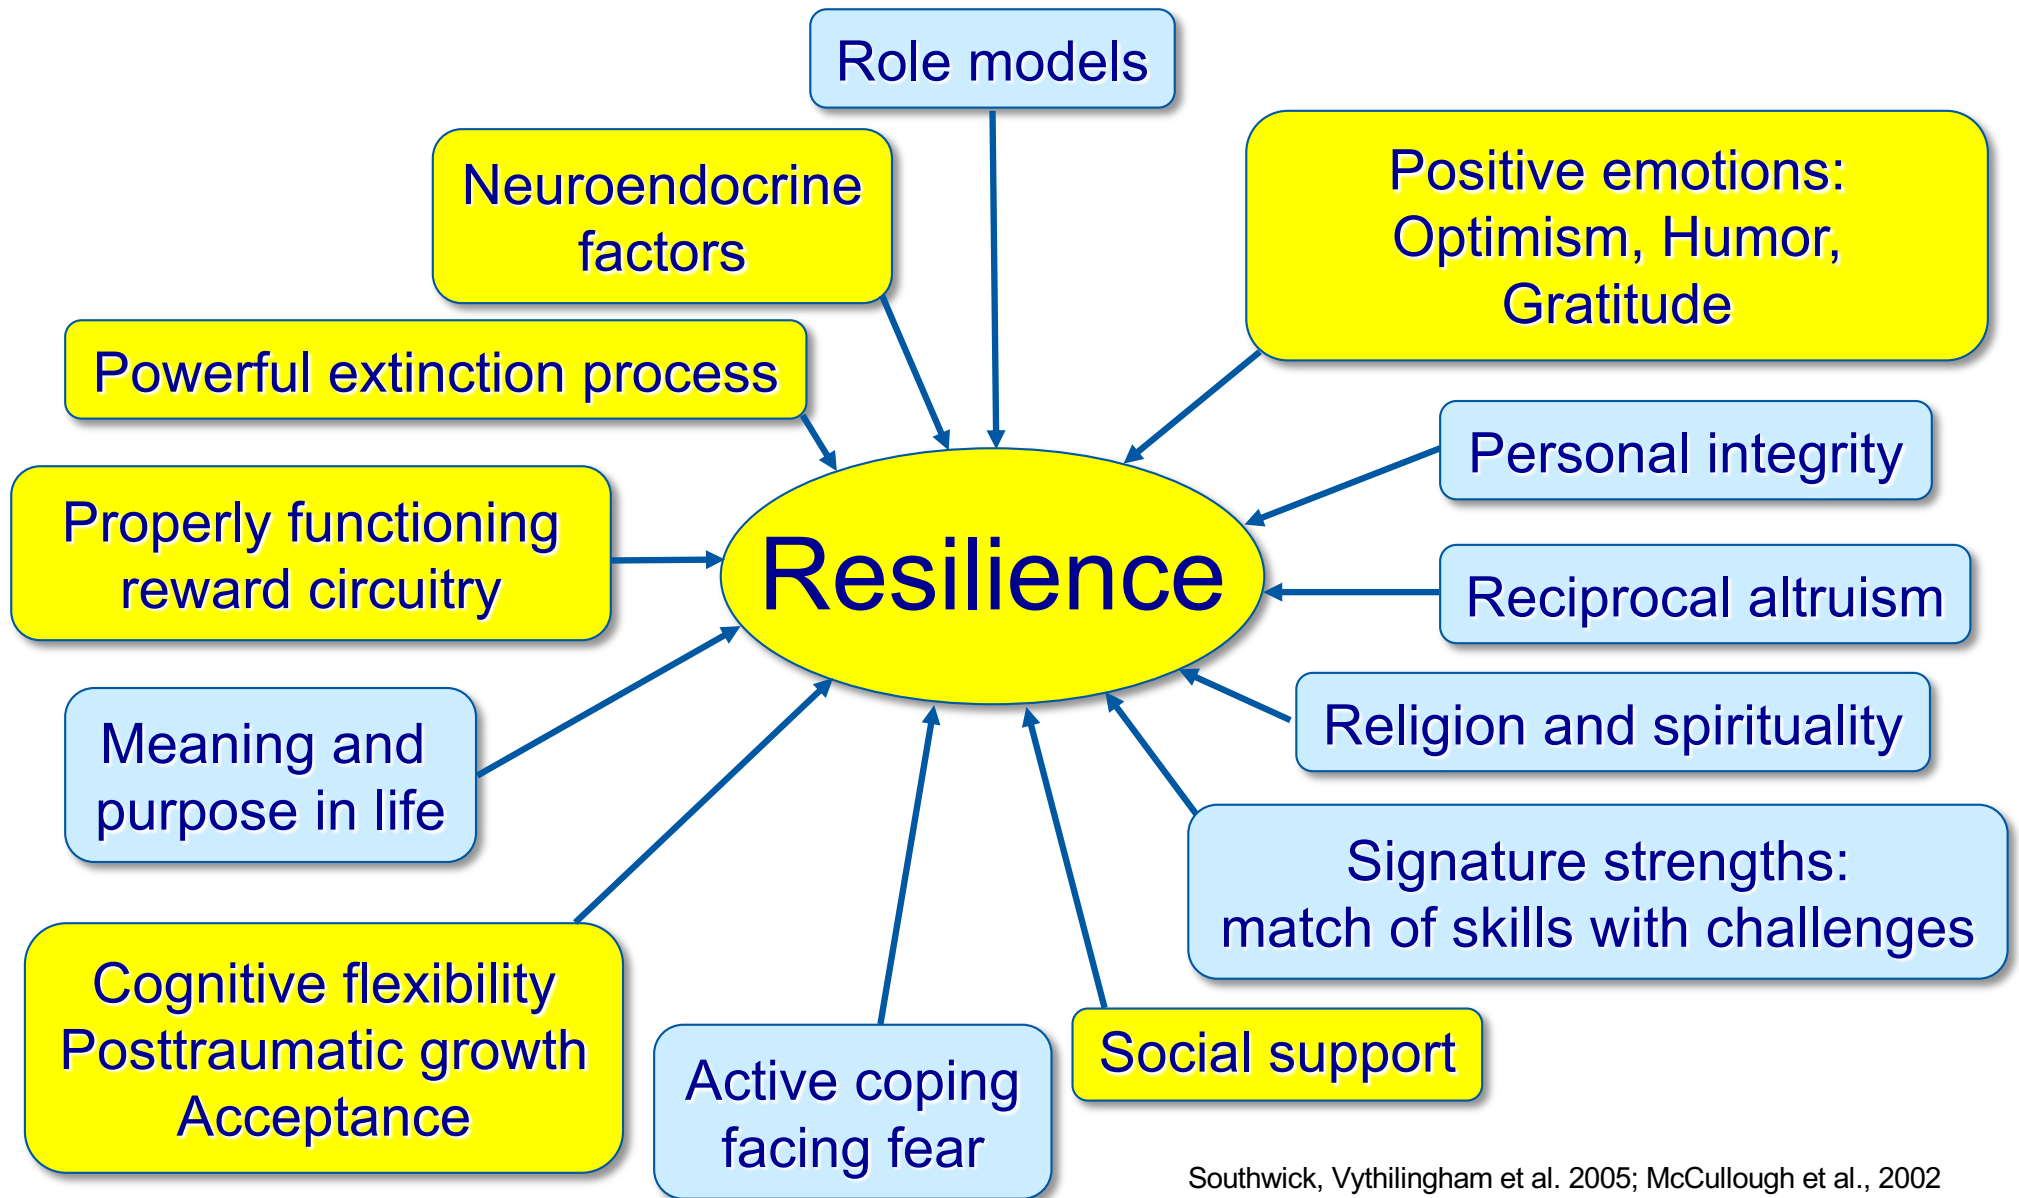 Role models
Neuroendocrine
factors
Positive emotions:
Optimism, Humor,
Gratitude
Powerful extinction process
Personal integrity
Properly functioning
reward circuitry
Resilience
Reciprocal altruism
Meaning and
purpose in life
Religion and spirituality
Signature strengths:
match of skills with challenges
Cognitive flexibility
Posttraumatic growth
Acceptance
Active coping
facing fear
Social support
Southwick, Vythilingham et al. 2005; McCullough et al., 2002